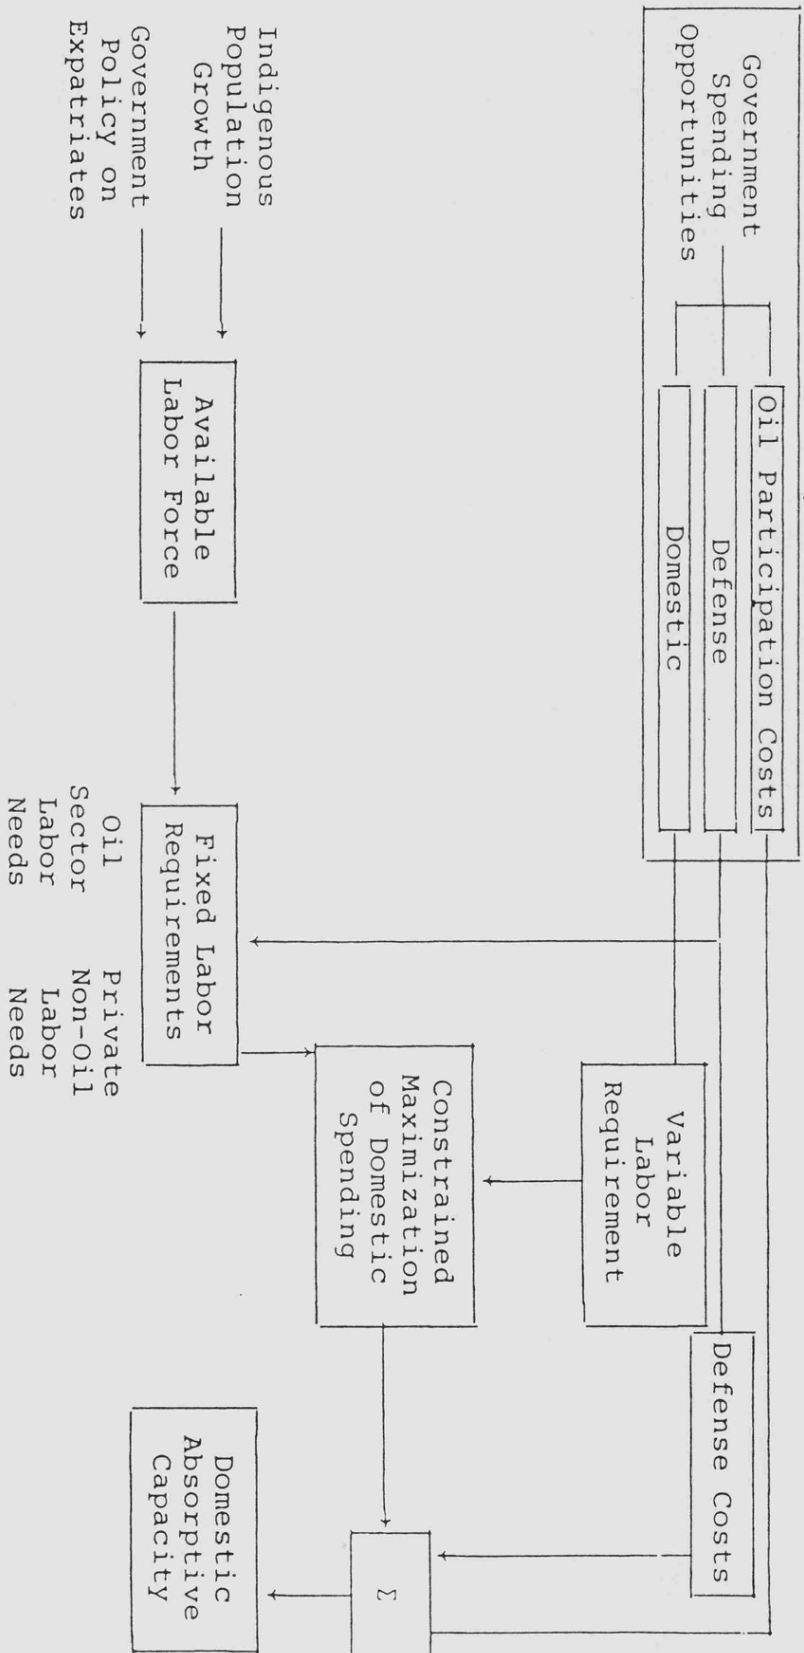 Government
Spending
Opportunities
Oil Participation Costs
Defense
Domestic
Defense Costs
Variable
Labor
Requirement
Constrained
Maximization
of Domestic
Spending
Σ
Indigenous
Population
Growth
Government
Policy on
Expatriates
Available
Labor Force
Fixed Labor
Requirements
Oil
Sector
Labor
Needs
Private
Non-Oil
Labor
Needs
Domestic
Absorptive
Capacity